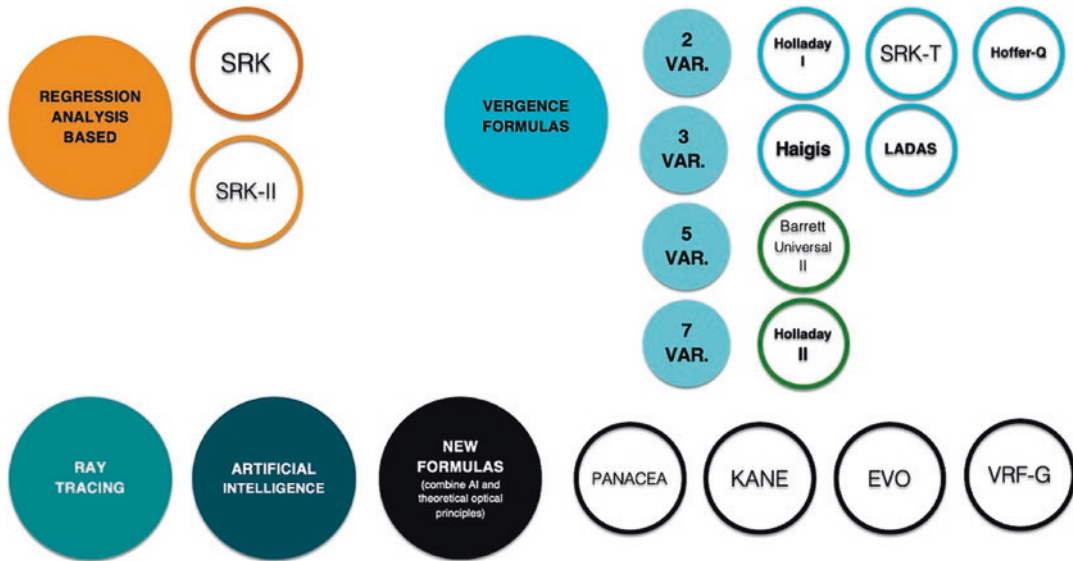 REGRESSION
ANALYSIS
BASED
SRK
SRK-II
VERGENCE
FORMULAS
2
VAR.
Holladay
I
SRK-T
Hoffer-Q
3
VAR.
Haigis
LADAS
5
VAR.
Barrett
Universal
II
7
VAR.
Holladay
II
RAY
TRACING
ARTIFICIAL
INTELLIGENCE
NEW
FORMULAS
(combine AI and
theoretical optical
principles)
PANACEA
KANE
EVO
VRF-G